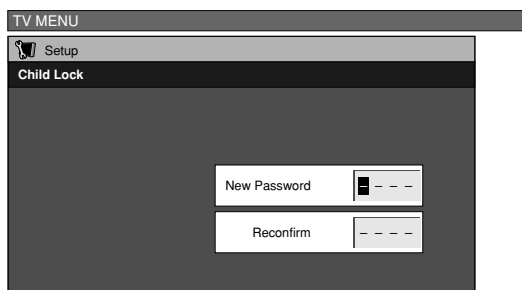 TV MENU
Setup
Child Lock
New Password – – – –
Reconfirm – – – –